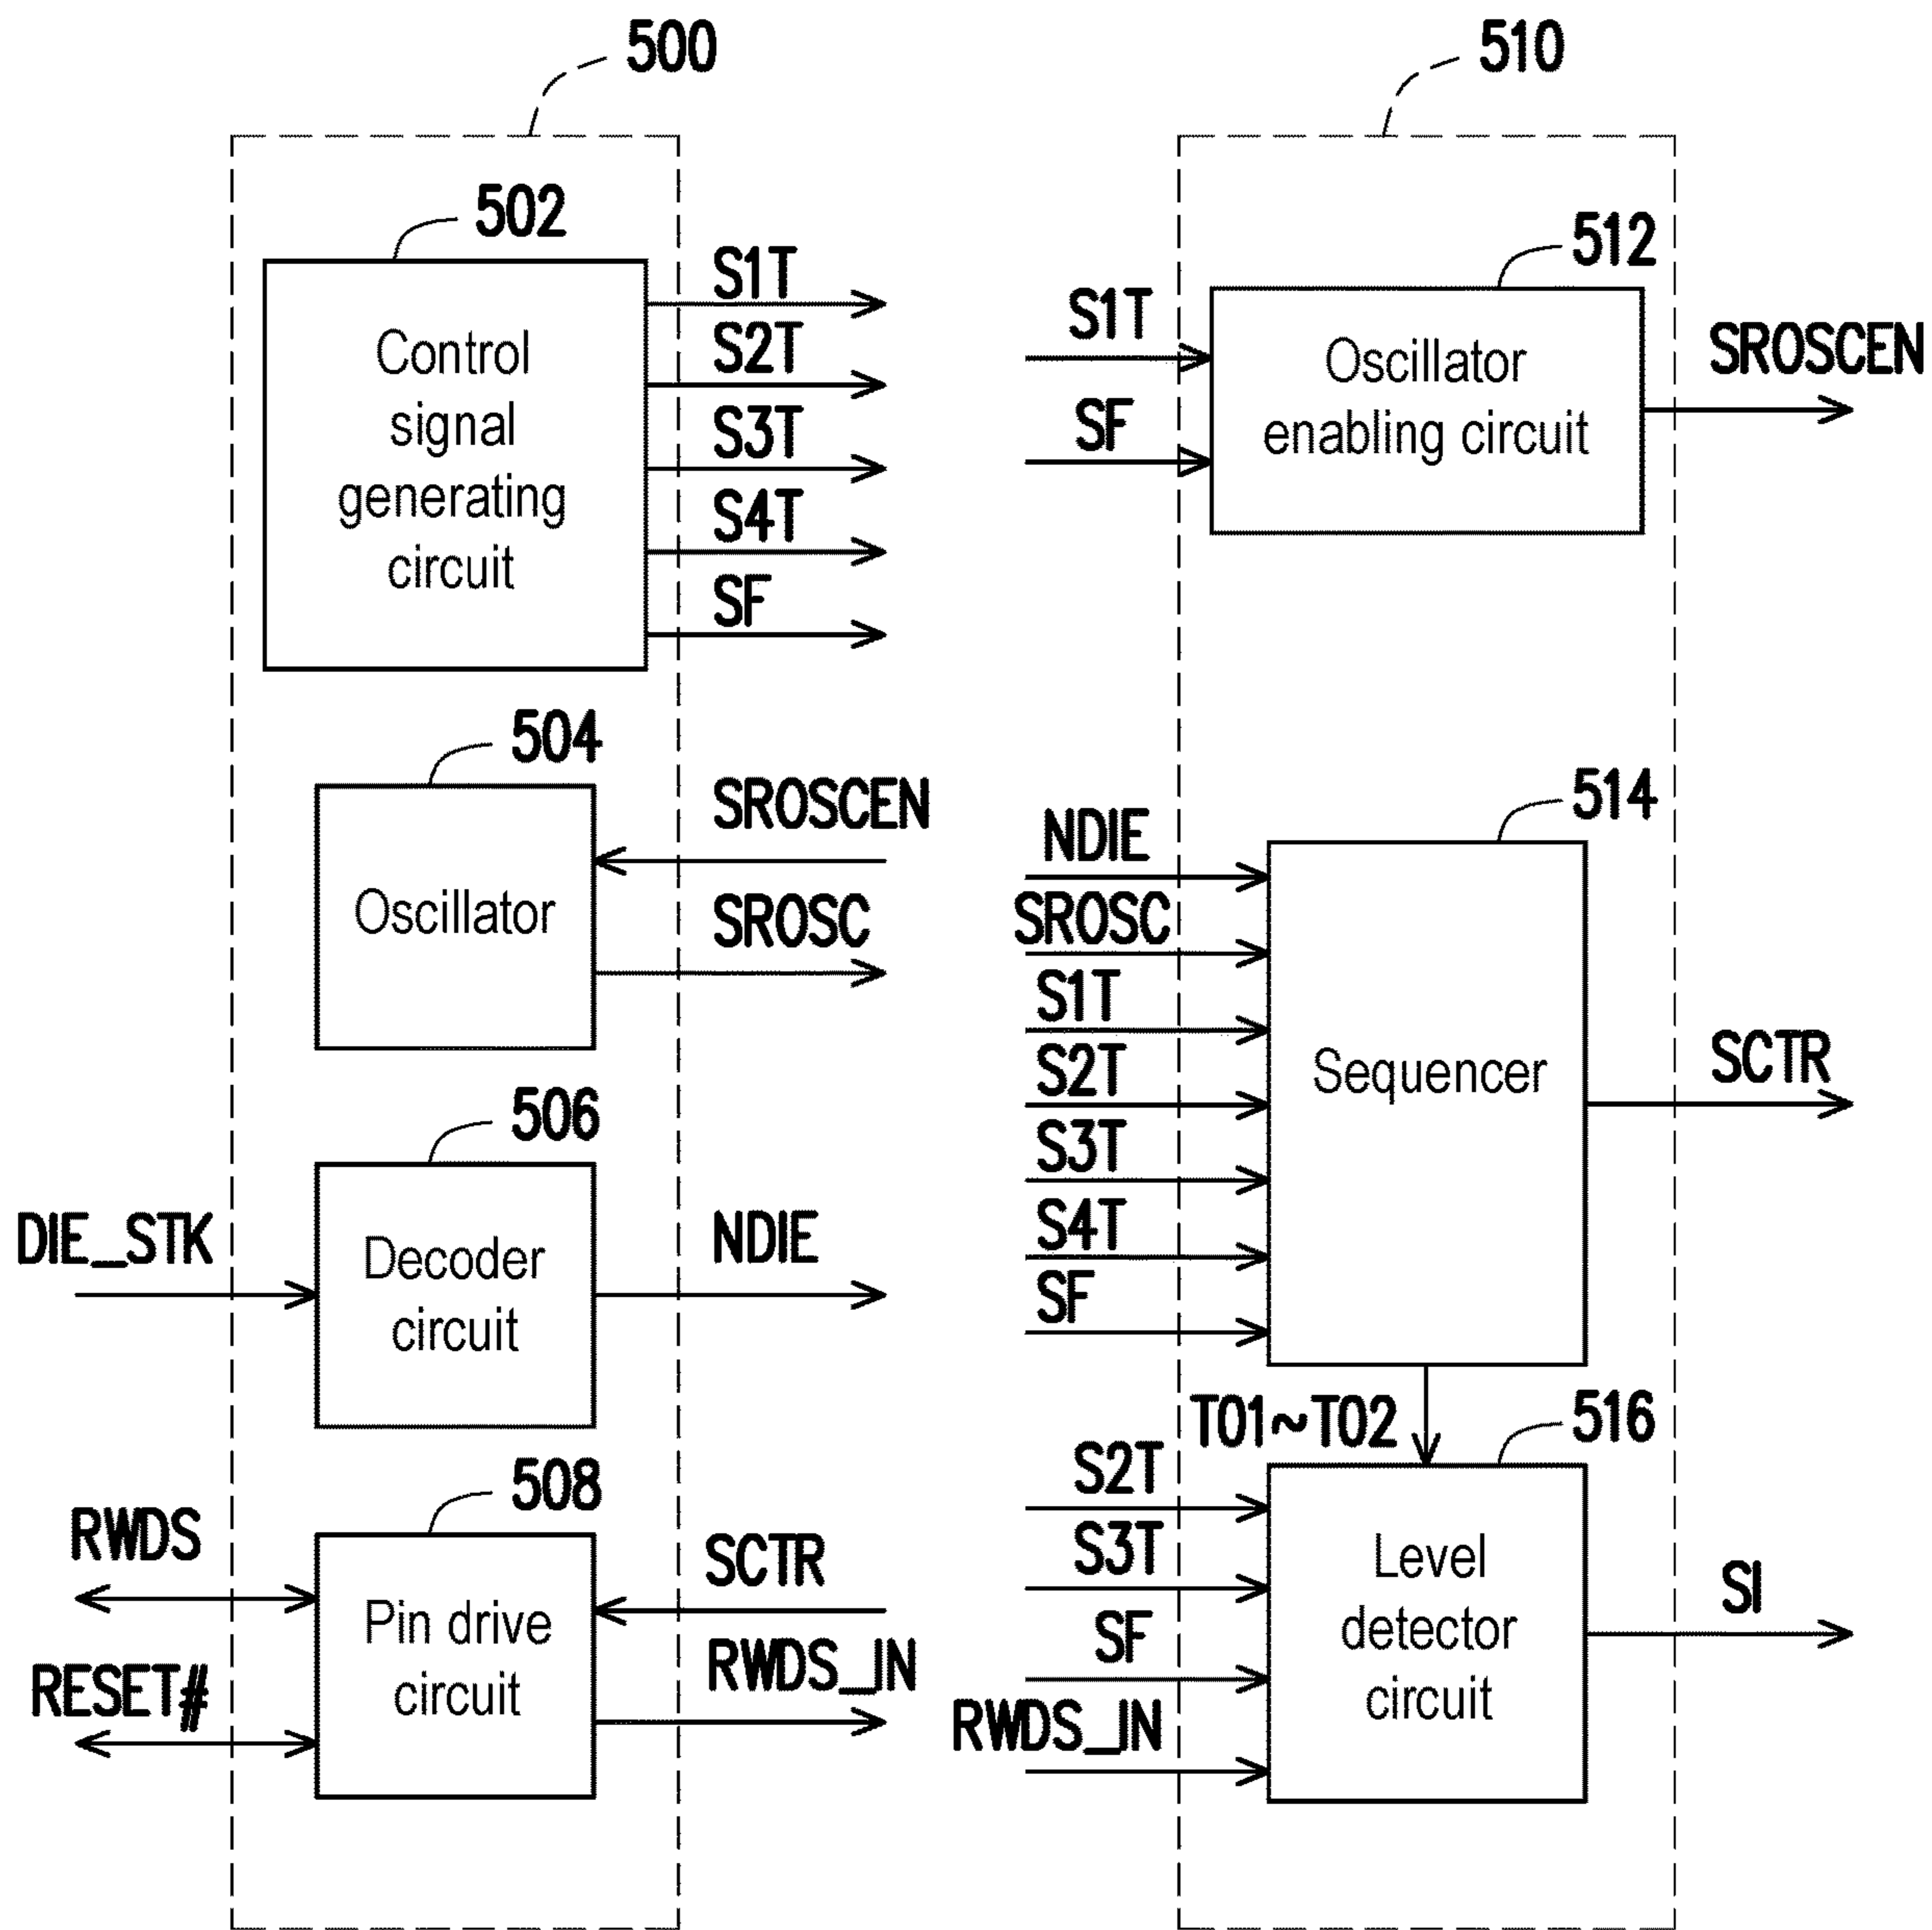 500
502
Control
signal
generating
circuit
S1T
S2T
S3T
S4T
SF
504
Oscillator
SROSCEN
SROSC
506
DIE_STK
Decoder
circuit
NDIE
508
RWDS
RESET#
Pin drive
circuit
SCTR
RWDS_IN
510
512
S1T
SF
Oscillator
enabling circuit
SROSCEN
514
NDIE
SROSC
S1T
S2T
S3T
S4T
SF
Sequencer
SCTR
T01~T02
516
S2T
S3T
SF
RWDS_IN
Level
detector
circuit
SI